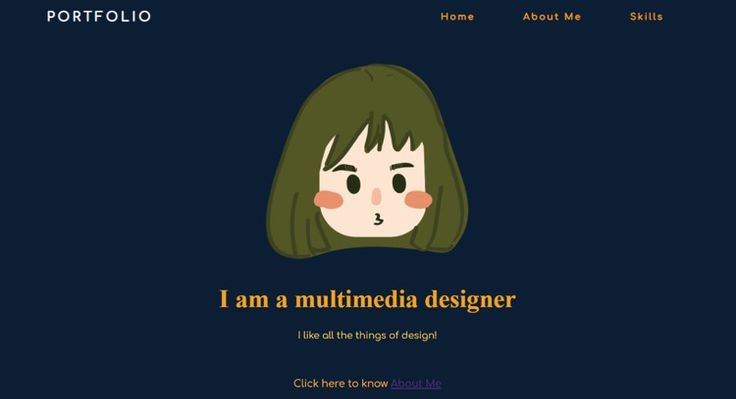 PORTFOLIO
Home About Me Skills
I am a multimedia designer
I like all the things of design!
Click here to know About Me